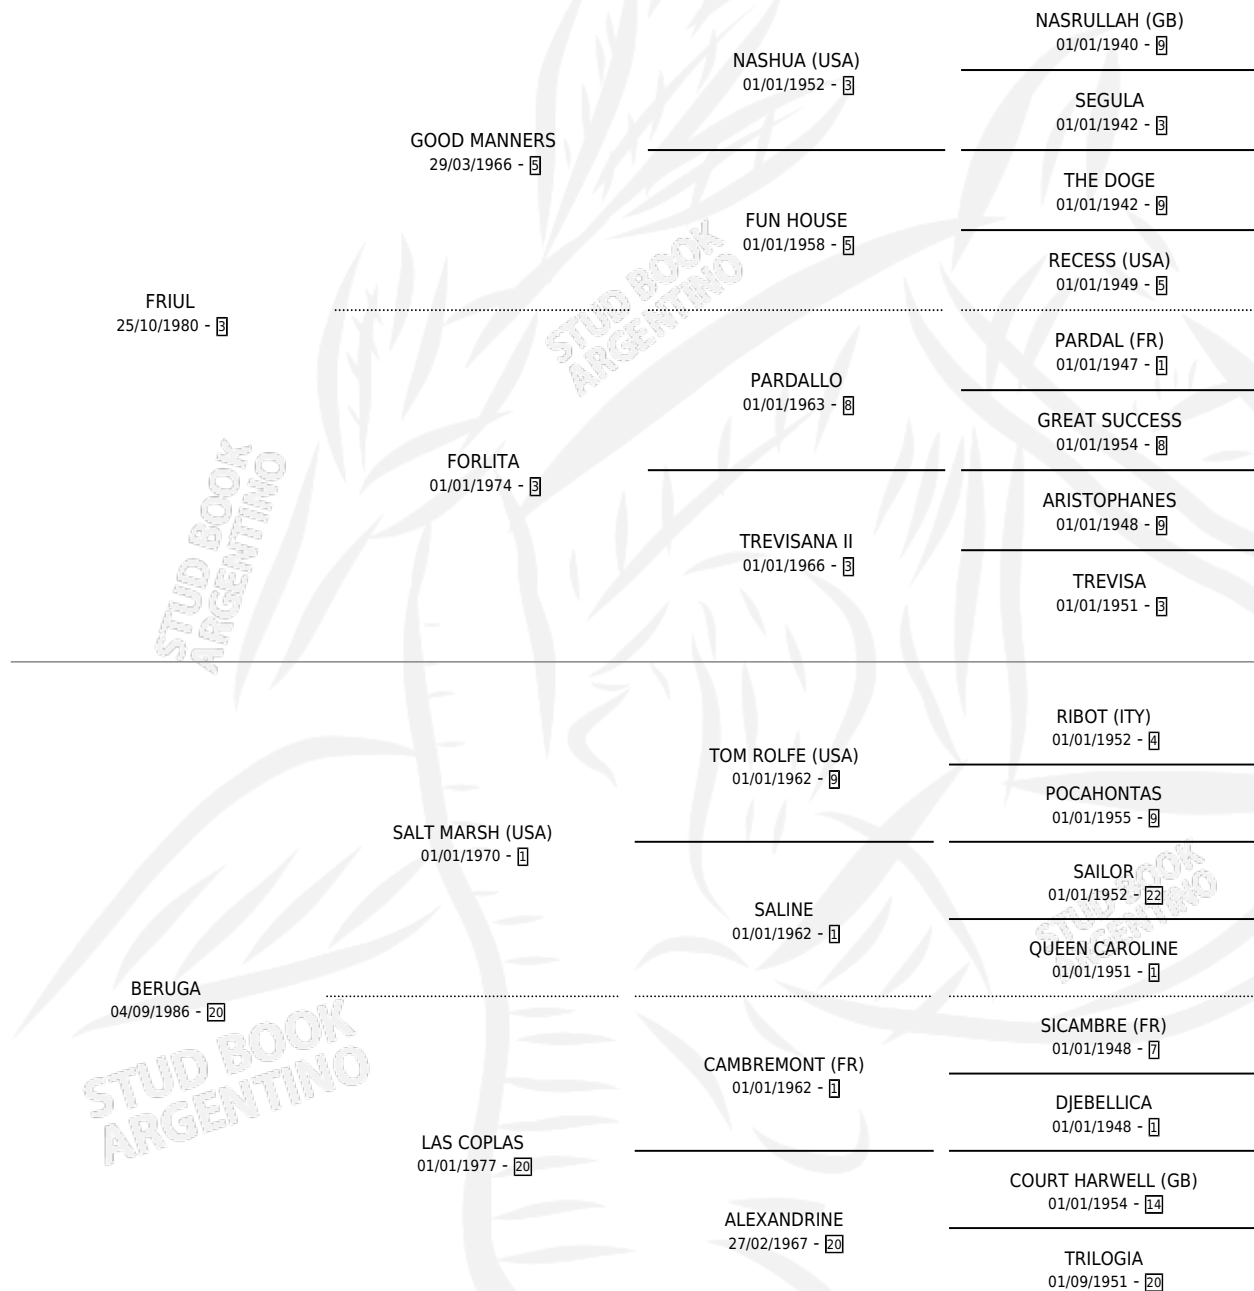 FRIUL
25/10/1980 - 3
GOOD MANNERS
29/03/1966 - 5
FORLITA
01/01/1974 - 3
NASHUA (USA)
01/01/1952 - 3
FUN HOUSE
01/01/1958 - 5
PARDALLO
01/01/1963 - 8
TREVISANA II
01/01/1966 - 3
NASRULLAH (GB)
01/01/1940 - 9
SEGULA
01/01/1942 - 3
THE DOGE
01/01/1942 - 9
RECESS (USA)
01/01/1949 - 5
PARDAL (FR)
01/01/1947 - 1
GREAT SUCCESS
01/01/1954 - 8
ARISTOPHANES
01/01/1948 - 9
TREVISA
01/01/1951 - 3
BERUGA
04/09/1986 - 20
SALT MARSH (USA)
01/01/1970 - 1
LAS COPLAS
01/01/1977 - 20
TOM ROLFE (USA)
01/01/1962 - 9
SALINE
01/01/1962 - 1
CAMBREMONT (FR)
01/01/1962 - 1
ALEXANDRINE
27/02/1967 - 20
RIBOT (ITY)
01/01/1952 - 4
POCAHONTAS
01/01/1955 - 9
SAILOR
01/01/1952 - 22
QUEEN CAROLINE
01/01/1951 - 1
SICAMBRE (FR)
01/01/1948 - 7
DJEBELLICA
01/01/1948 - 1
COURT HARWELL (GB)
01/01/1954 - 14
TRILOGIA
01/09/1951 - 20
STUD BOOK
ARGENTINO
STUD BOOK
ARGENTINO
STUD BOOK
ARGENTINO
STUD BOOK
ARGENTINO